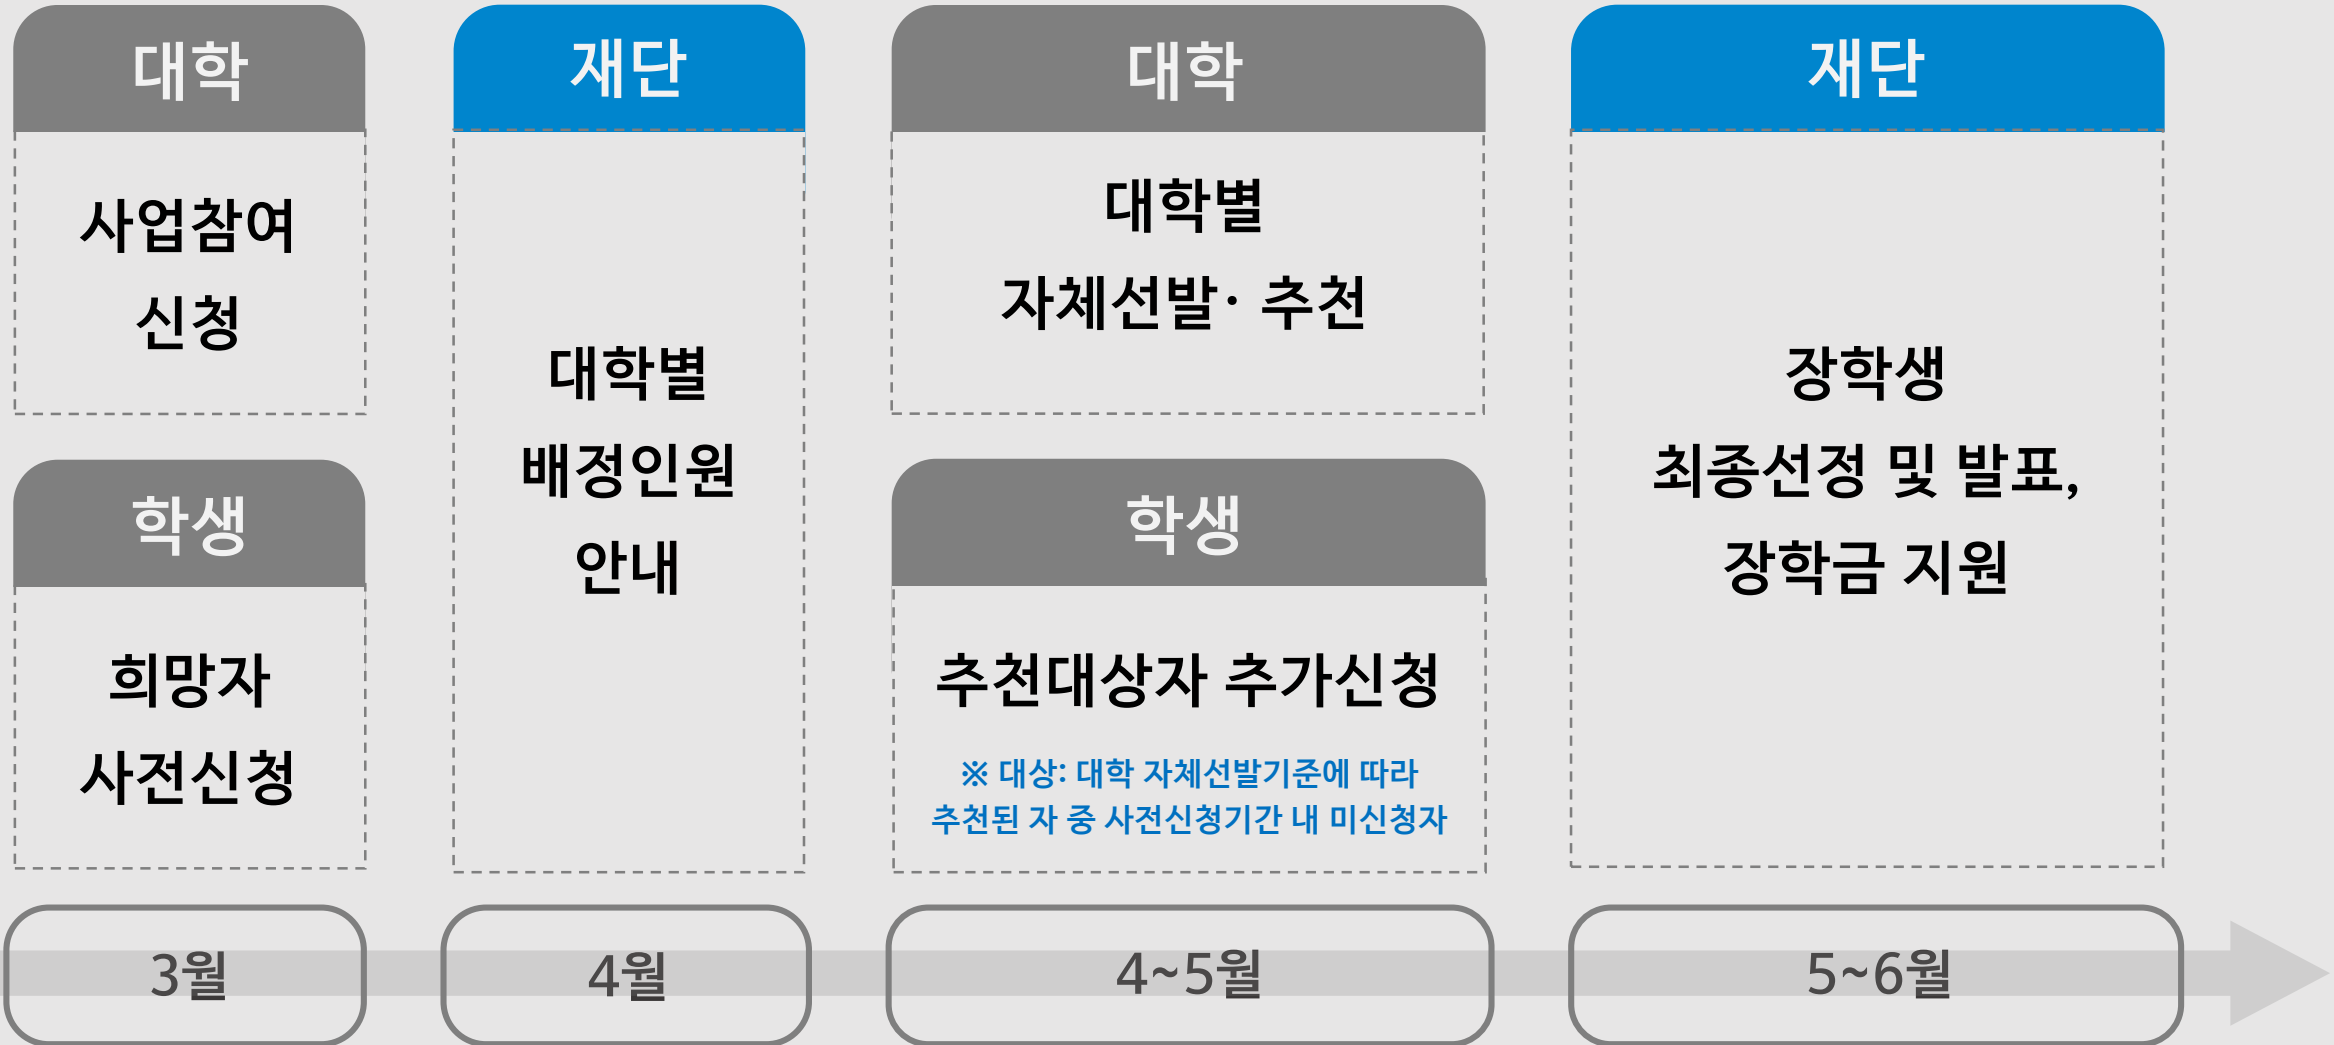 대학
사업참여
신청
학생
희망자
사전신청
3월
재단
대학별
배정인원
안내
4월
대학
대학별
자체선발· 추천
학생
추천대상자 추가신청
※ 대상: 대학 자체선발기준에 따라
추천된 자 중 사전신청기간 내 미신청자
4~5월
재단
장학생
최종선정 및 발표,
장학금 지원
5~6월